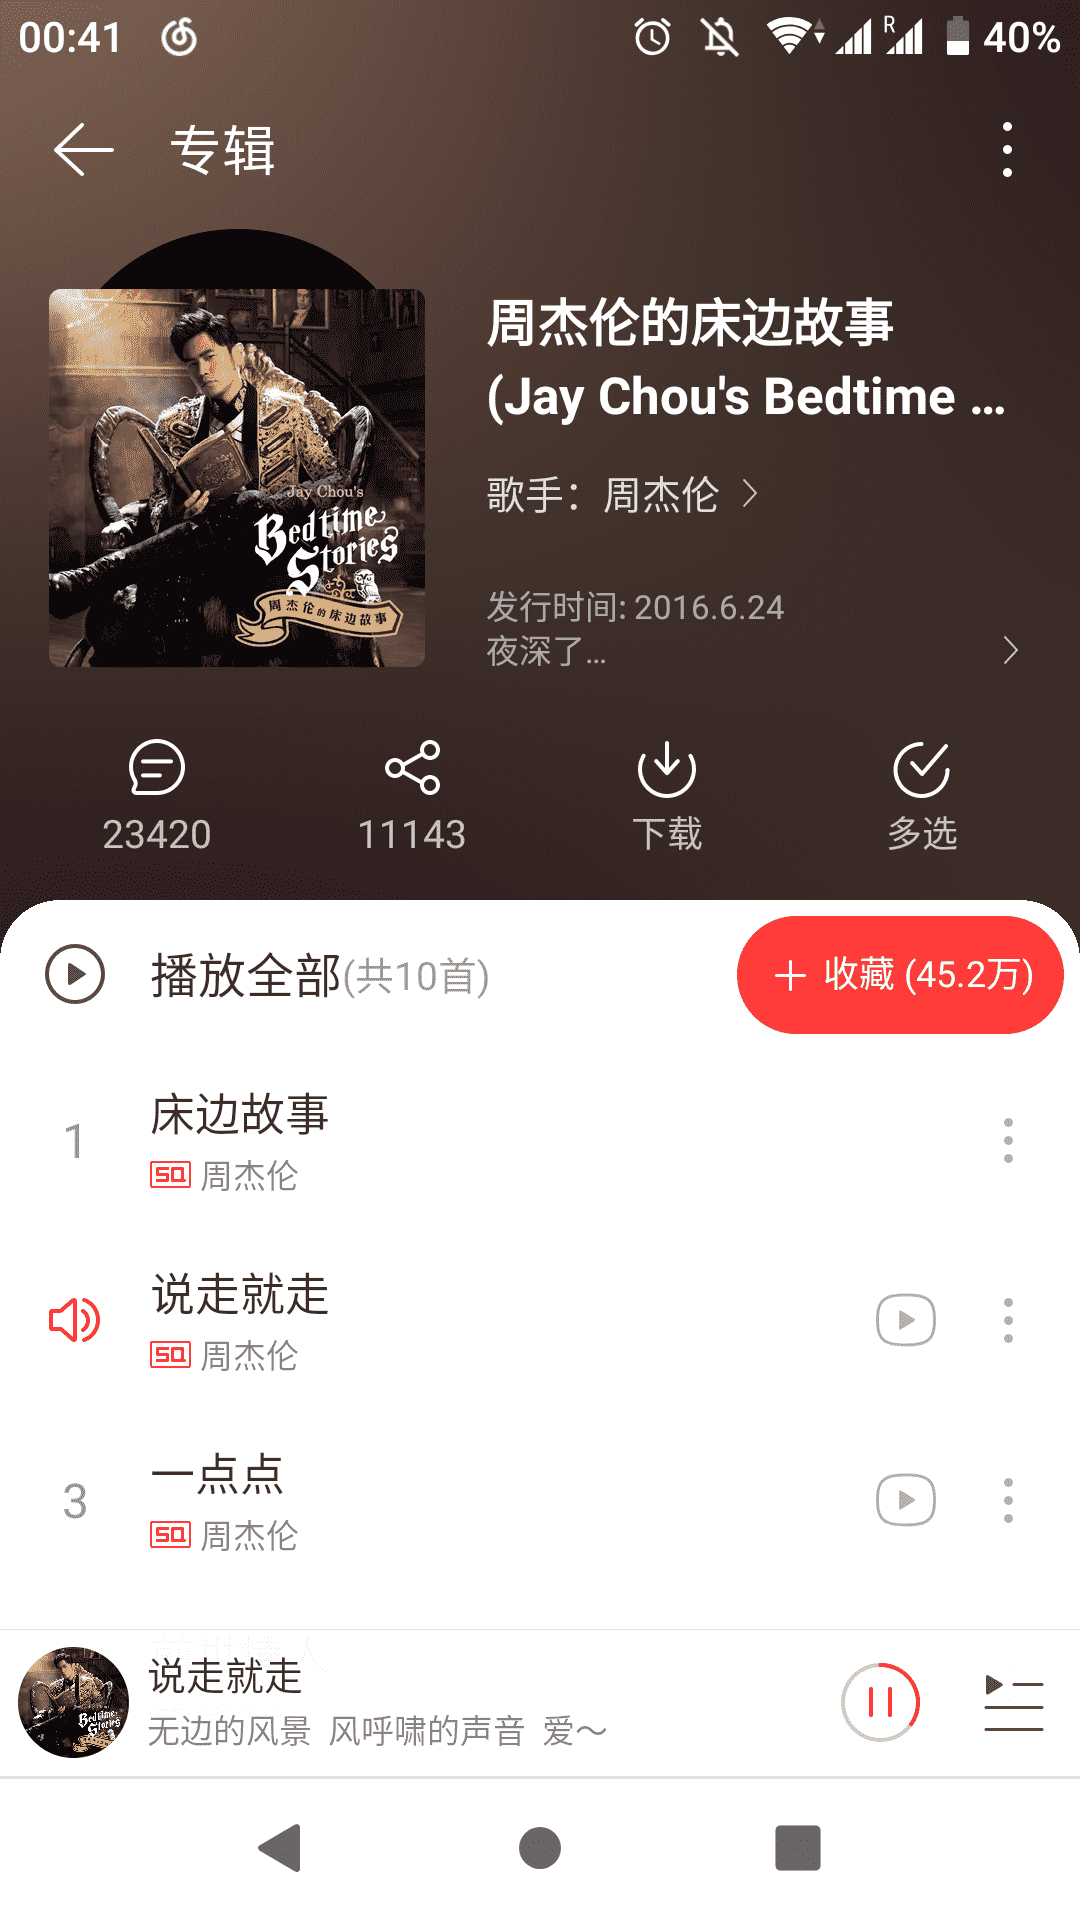 00:41
R
40%
专辑
周杰伦的床边故事
(Jay Chou's Bedtime ...
Jay Chou's
Bedtime
Stories
周杰伦的床边故事
歌手：周杰伦
发行时间: 2016.6.24
夜深了...
23420
11143
下载
多选
播放全部(共10首)
+ 收藏 (45.2万)
1
床边故事
SQ 周杰伦
说走就走
SQ 周杰伦
3
一点点
SQ 周杰伦
说走就走
Bedtime
Stories
无边的风景 风呼啸的声音 爱～